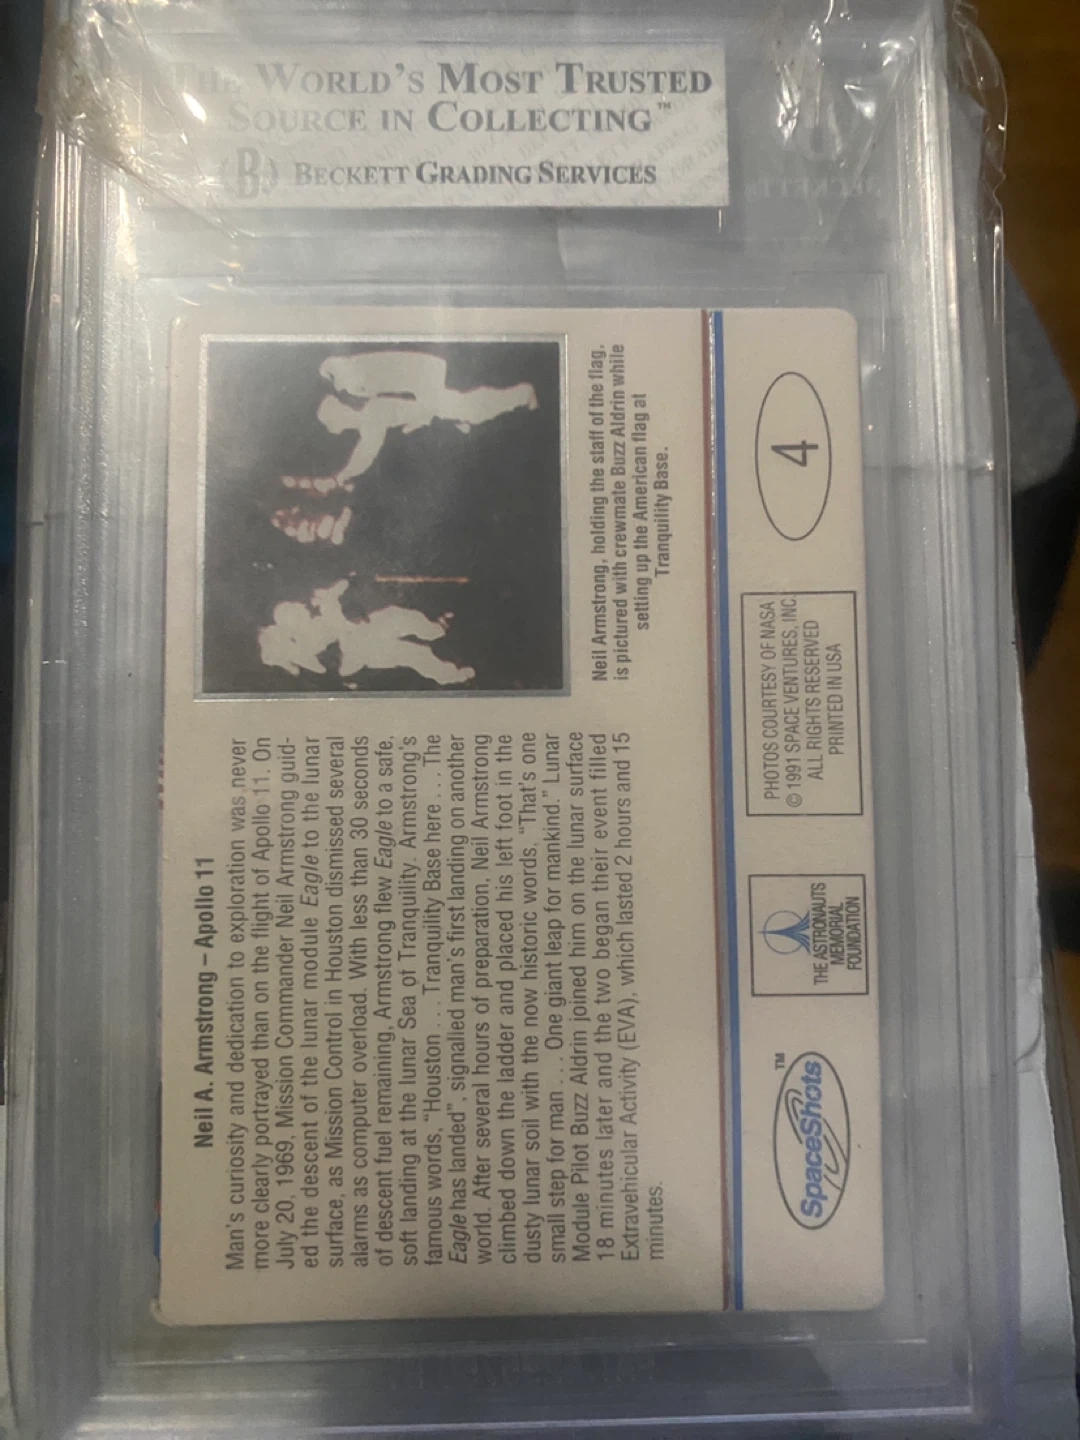 THE WORLD'S MOST TRUSTED
SOURCE IN COLLECTING™
B BECKETT GRADING SERVICES
Neil A. Armstrong – Apollo 11
Man's curiosity and dedication to exploration was never
more clearly portrayed than on the flight of Apollo 11. On
July 20, 1969, Mission Commander Neil Armstrong guid-
ed the descent of the lunar module Eagle to the lunar
surface, as Mission Control in Houston dismissed several
alarms as computer overload. With less than 30 seconds
of descent fuel remaining, Armstrong flew Eagle to a safe,
soft landing at the lunar Sea of Tranquility. Armstrong's
famous words, "Houston . . . Tranquility Base here . . . The
Eagle has landed", signalled man's first landing on another
world. After several hours of preparation, Neil Armstrong
climbed down the ladder and placed his left foot in the
dusty lunar soil with the now historic words, "That's one
small step for man . . . One giant leap for mankind." Lunar
Module Pilot Buzz Aldrin joined him on the lunar surface
18 minutes later and the two began their event filled
Extravehicular Activity (EVA), which lasted 2 hours and 15
minutes.
Neil Armstrong, holding the staff of the flag,
is pictured with crewmate Buzz Aldrin while
setting up the American flag at
Tranquility Base.
SpaceShots™
THE ASTRONAUTS
MEMORIAL
FOUNDATION
PHOTOS COURTESY OF NASA
© 1991 SPACE VENTURES, INC.
ALL RIGHTS RESERVED
PRINTED IN USA
4